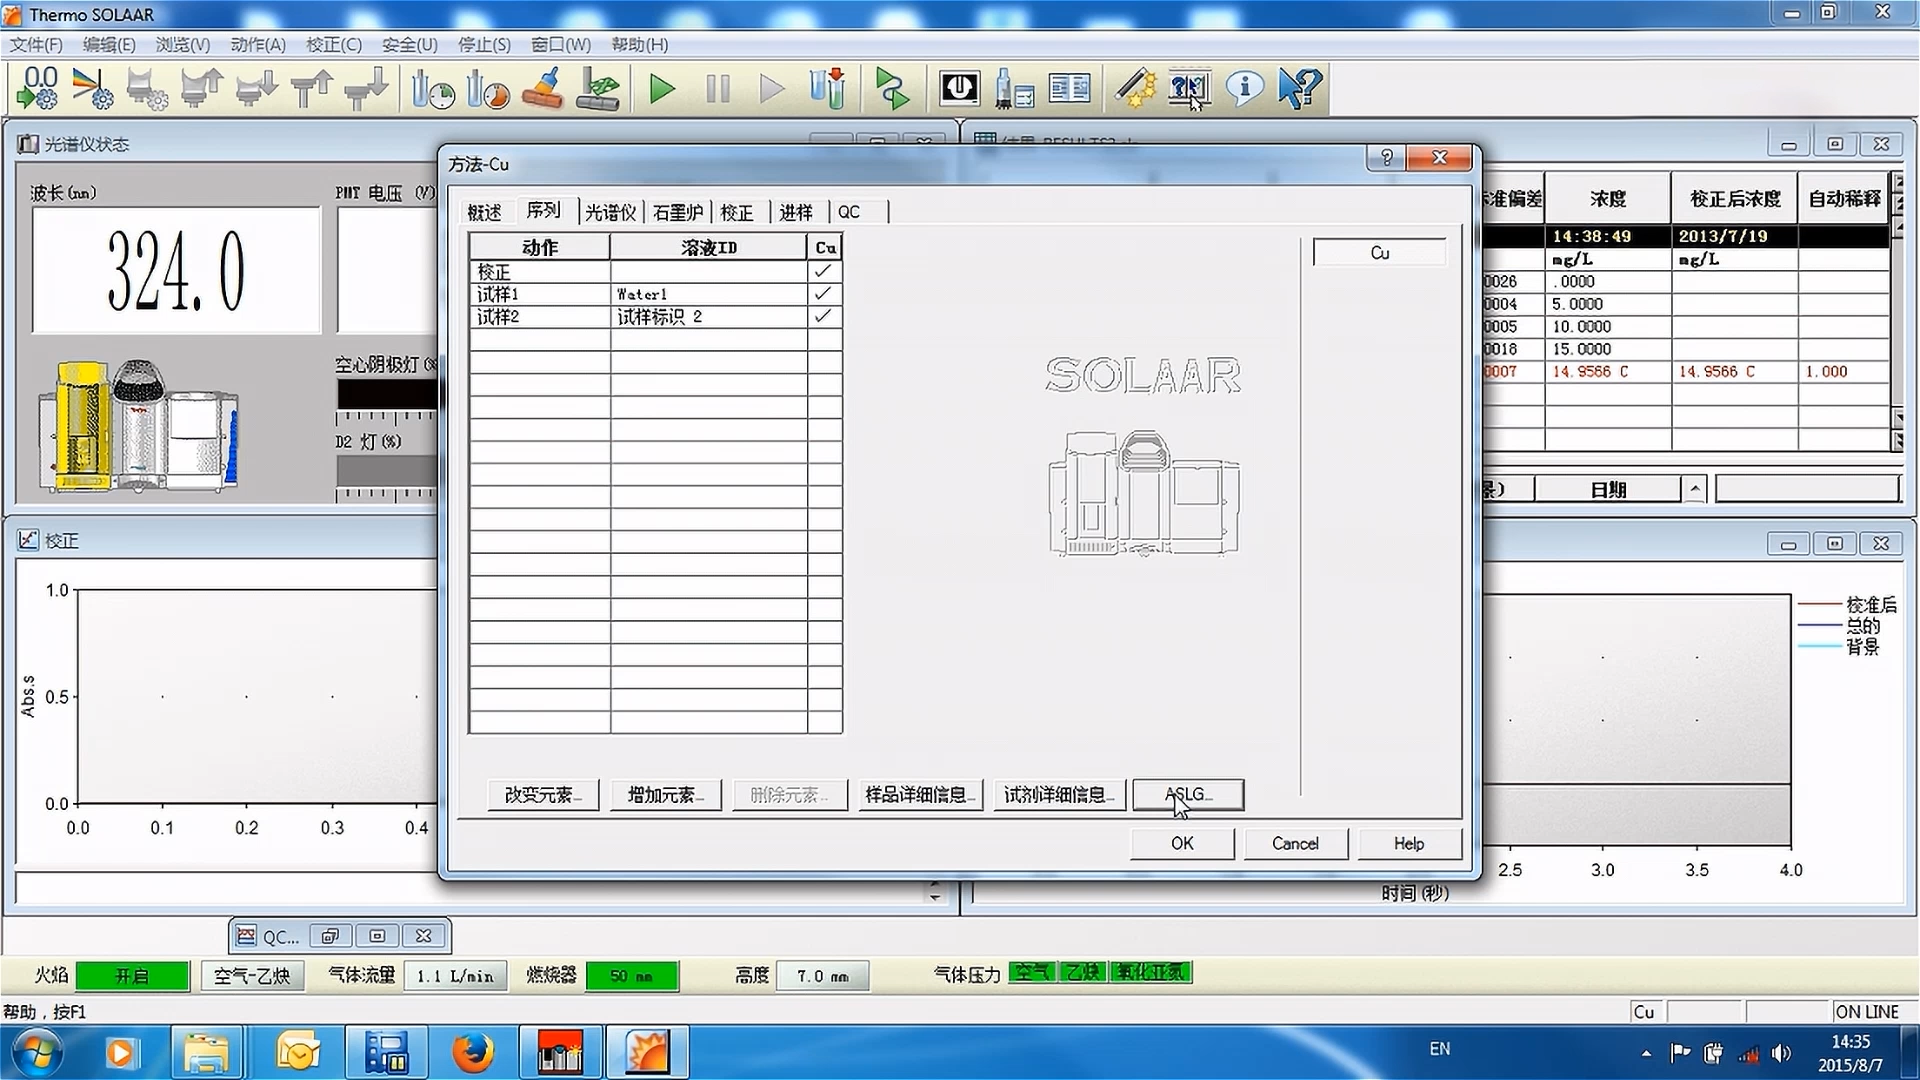 Thermo SOLAAR
文件(F) 编辑(E) 浏览(V) 动作(A) 校正(C) 安全(U) 停止(S) 窗口(W) 帮助(H)
0.0
光谱仪状态
波长(nm)
PMT 电压 (V)
324.0
空心阴极灯(%
D2 灯(%)
方法-Cu
概述 序列 光谱仪 石墨炉 校正 进样 QC
动作 溶液ID Cu
校正 ✓
试样1 Water1 ✓
试样2 试样标识 2 ✓
Cu
SOLAAR
改变元素... 增加元素... 删除元素... 样品详细信息... 试剂详细信息... ASLG...
OK Cancel Help
标准偏差 浓度 校正后浓度 自动稀释
14:38:49 2013/7/19
mg/L mg/L
0026 .0000
0004 5.0000
0005 10.0000
0018 15.0000
0007 14.9566 C 14.9566 C 1.000
日期
校正
1.0
0.5
0.0
Abs.s
0.0 0.1 0.2 0.3 0.4
校准后
总的
背景
2.5 3.0 3.5 4.0
时间(秒)
QC...
火焰 开启 空气-乙炔 气体流量 1.1 L/min 燃烧器 50 mm 高度 7.0 mm 气体压力 空气 乙炔 氧化亚氮
帮助，按F1
Cu
ON LINE
EN
14:35
2015/8/7